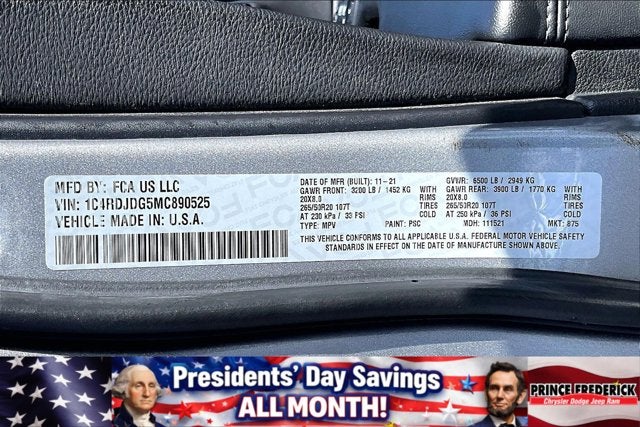 MFD BY: FCA US LLC
VIN: 1C4RDJDG5MC890525
VEHICLE MADE IN: U.S.A.
DATE OF MFR (BUILT): 11-21 GVWR: 6500 LB / 2949 KG
GAWR FRONT: 3200 LB / 1452 KG WITH GAWR REAR: 3900 LB / 1770 KG WITH
20X8.0 RIMS 20X8.0 RIMS
265/50R20 107T TIRES 265/50R20 107T TIRES
AT 230 kPa / 33 PSI COLD AT 250 kPa / 36 PSI COLD
TYPE: MPV PAINT: PSC MDH: 111521 MKT: 875
THIS VEHICLE CONFORMS TO ALL APPLICABLE U.S.A. FEDERAL MOTOR VEHICLE SAFETY
STANDARDS IN EFFECT ON THE DATE OF MANUFACTURE SHOWN ABOVE.
Presidents' Day Savings
ALL MONTH!
PRINCE FREDERICK
Chrysler Dodge Jeep Ram